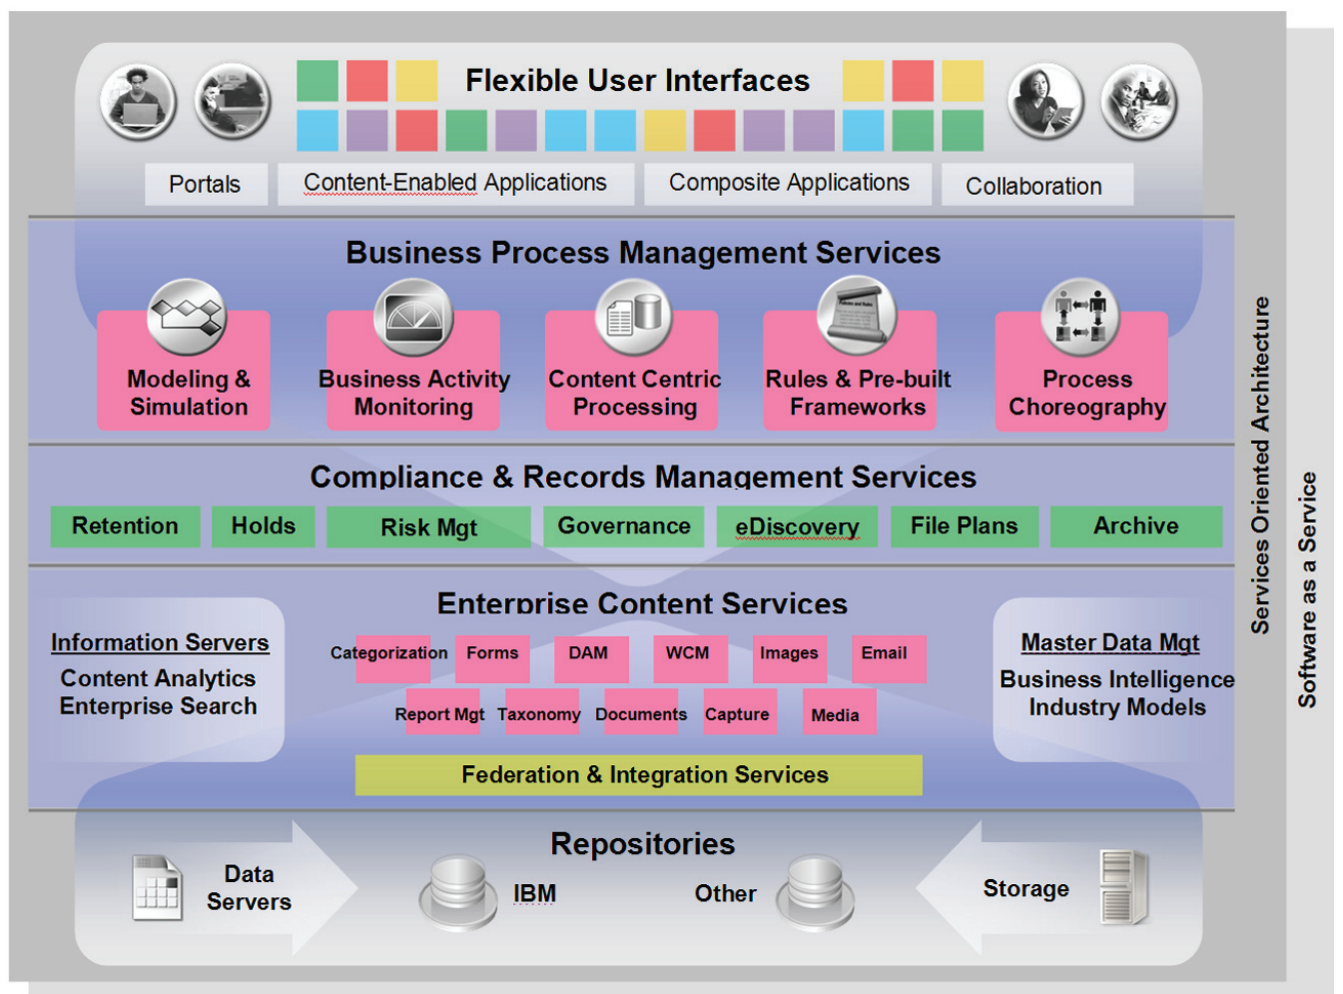 Flexible User Interfaces
Portals
Content-Enabled Applications
Composite Applications
Collaboration
Business Process Management Services
Modeling &
Simulation
Business Activity
Monitoring
Content Centric
Processing
Rules & Pre-built
Frameworks
Process
Choreography
Compliance & Records Management Services
Retention
Holds
Risk Mgt
Governance
eDiscovery
File Plans
Archive
Enterprise Content Services
Information Servers
Content Analytics
Enterprise Search
Categorization
Forms
DAM
WCM
Images
Email
Report Mgt
Taxonomy
Documents
Capture
Media
Master Data Mgt
Business Intelligence
Industry Models
Federation & Integration Services
Repositories
Data
Servers
IBM
Other
Storage
Services Oriented Architecture
Software as a Service